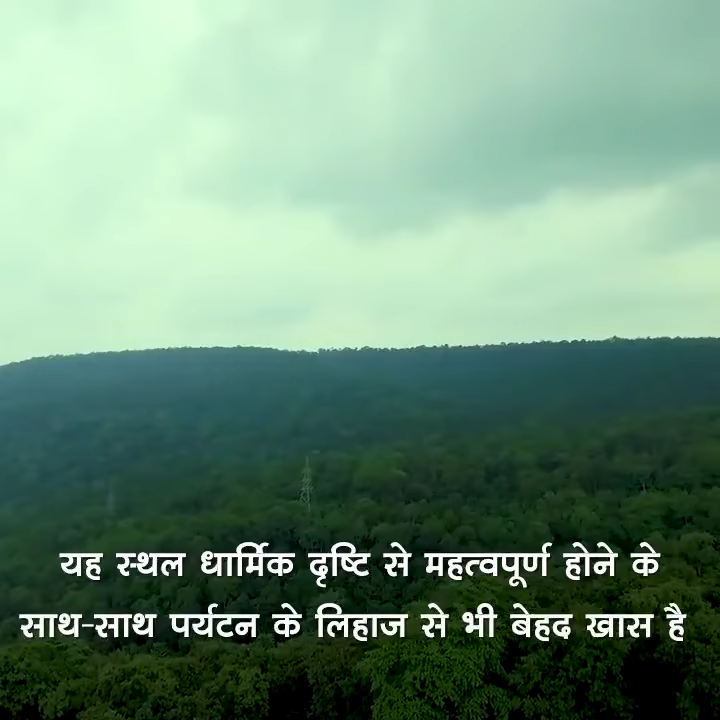 यह स्थल धार्मिक दृष्टि से महत्वपूर्ण होने के
साथ-साथ पर्यटन के लिहाज से भी बेहद खास है